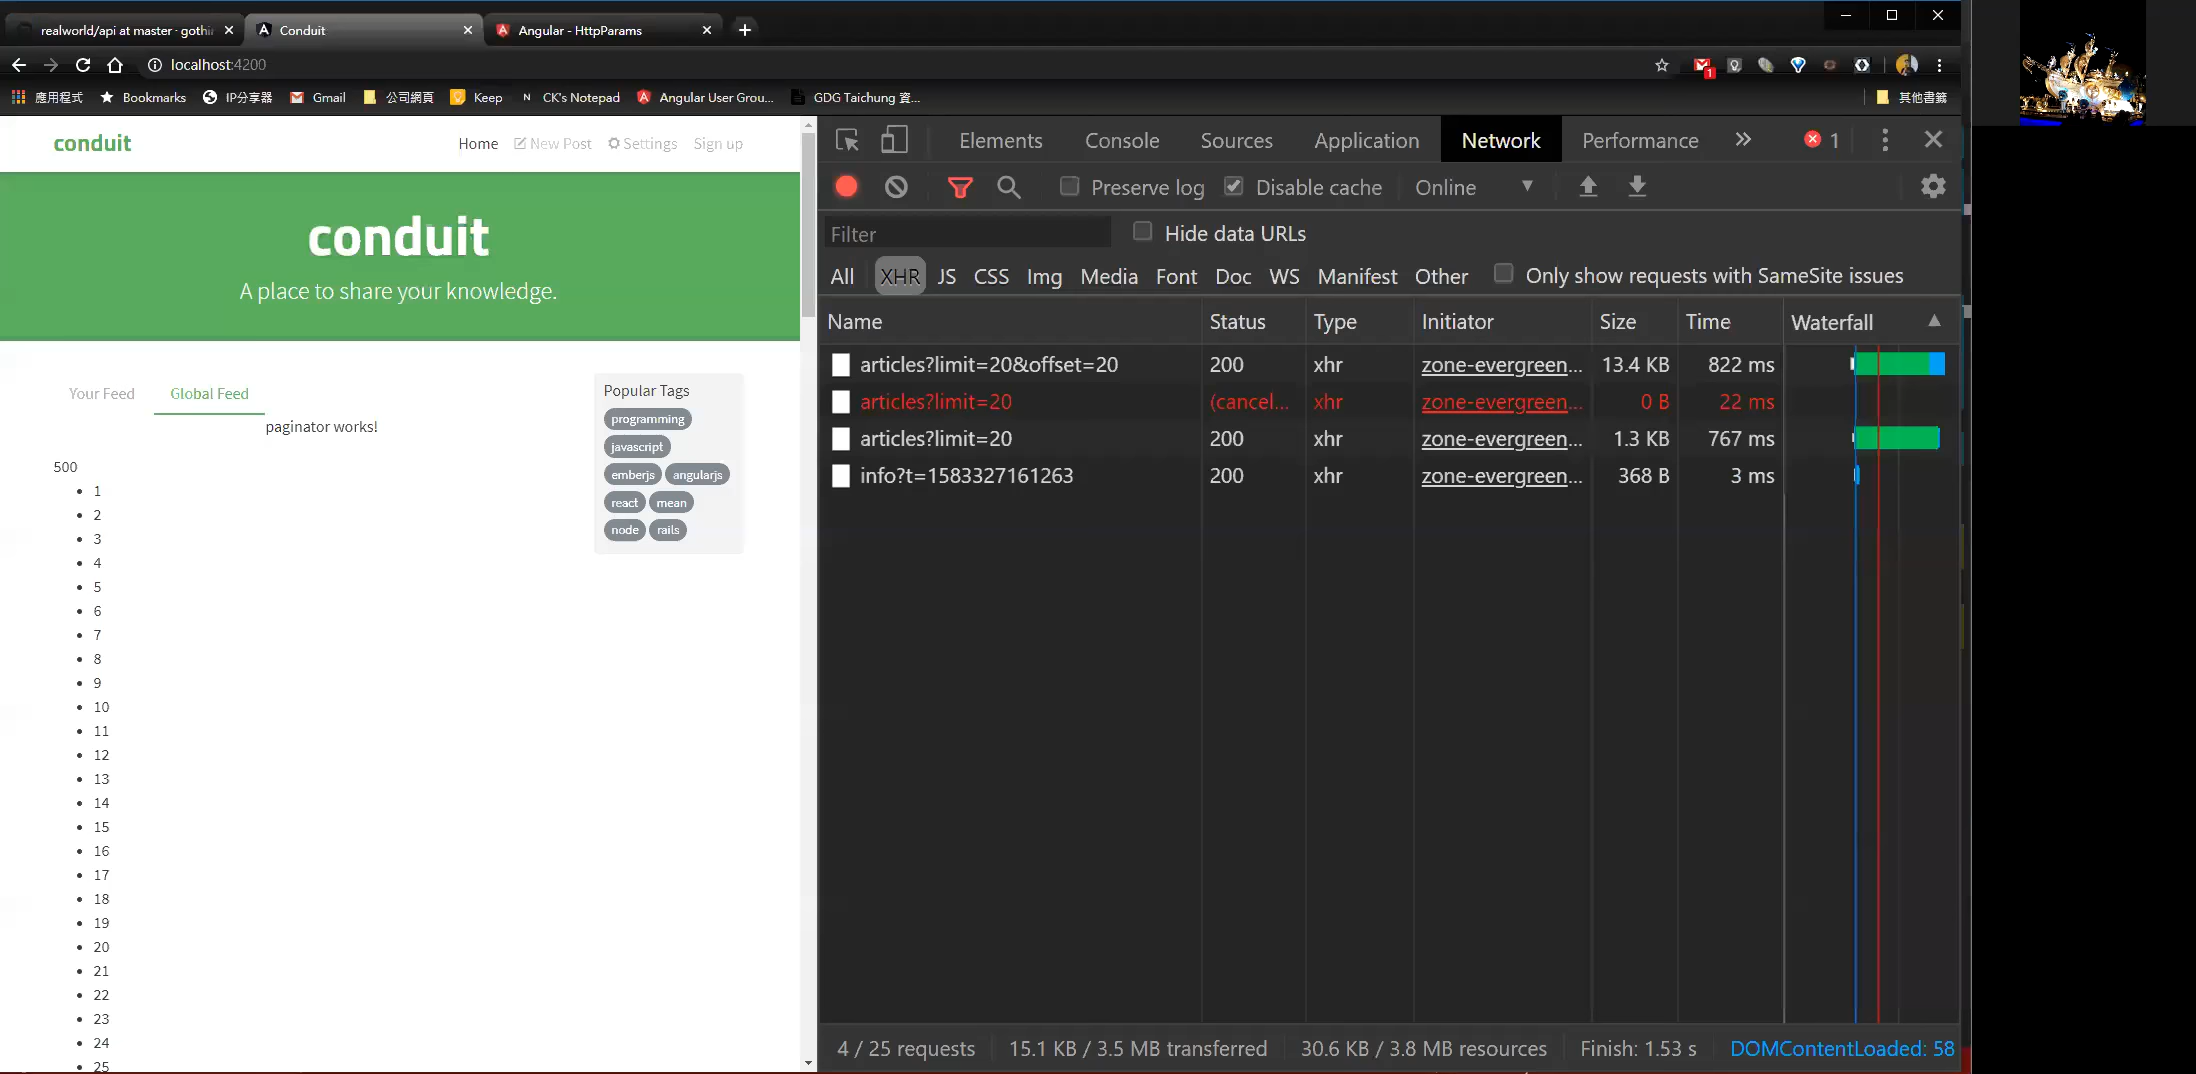 realworld/api at master · gothi
Conduit
Angular - HttpParams
localhost:4200
1
應用程式
Bookmarks
IP分享器
Gmail
公司網頁
Keep
N CK's Notepad
Angular User Grou...
GDG Taichung 資...
其他書籤
conduit
Home
New Post
Settings
Sign up
conduit
A place to share your knowledge.
Your Feed
Global Feed
paginator works!
Popular Tags
programming
javascript
emberjs angularjs
react mean
node rails
500
1
2
3
4
5
6
7
8
9
10
11
12
13
14
15
16
17
18
19
20
21
22
23
24
25
Elements Console Sources Application Network Performance 1
Preserve log Disable cache Online
Filter Hide data URLs
All XHR JS CSS Img Media Font Doc WS Manifest Other Only show requests with SameSite issues
Name Status Type Initiator Size Time Waterfall
articles?limit=20&offset=20 200 xhr zone-evergreen... 13.4 KB 822 ms
articles?limit=20 (cancel... xhr zone-evergreen... 0 B 22 ms
articles?limit=20 200 xhr zone-evergreen... 1.3 KB 767 ms
info?t=1583327161263 200 xhr zone-evergreen... 368 B 3 ms
4 / 25 requests 15.1 KB / 3.5 MB transferred 30.6 KB / 3.8 MB resources Finish: 1.53 s DOMContentLoaded: 58